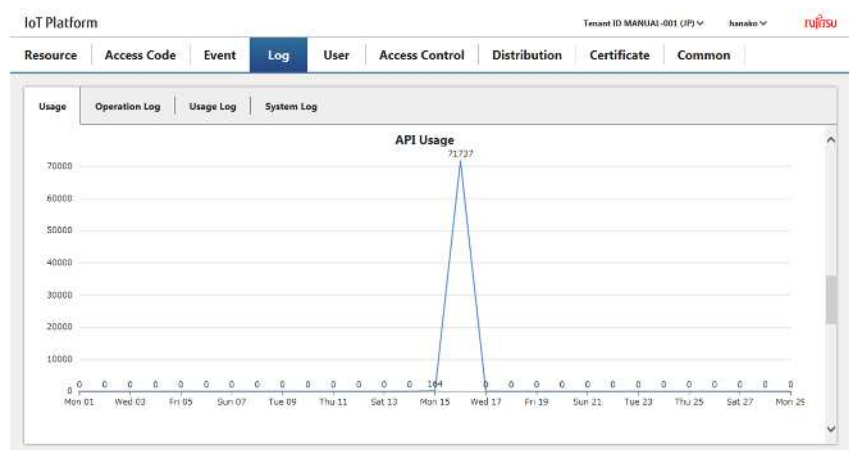 IoT Platform Tenant ID MANUAL-001 (JP) hanako FUJITSU
Resource Access Code Event Log User Access Control Distribution Certificate Common
Usage Operation Log Usage Log System Log
API Usage
71737
70000
60000
50000
40000
30000
20000
10000
0 0 0 0 0 0 0 0 0 0 0 0 0 0 164 0 0 0 0 0 0 0 0 0 0 0 0 0
0
Mon 01 Wed 03 Fri 05 Sun 07 Tue 09 Thu 11 Sat 13 Mon 15 Wed 17 Fri 19 Sun 21 Tue 23 Thu 25 Sat 27 Mon 29